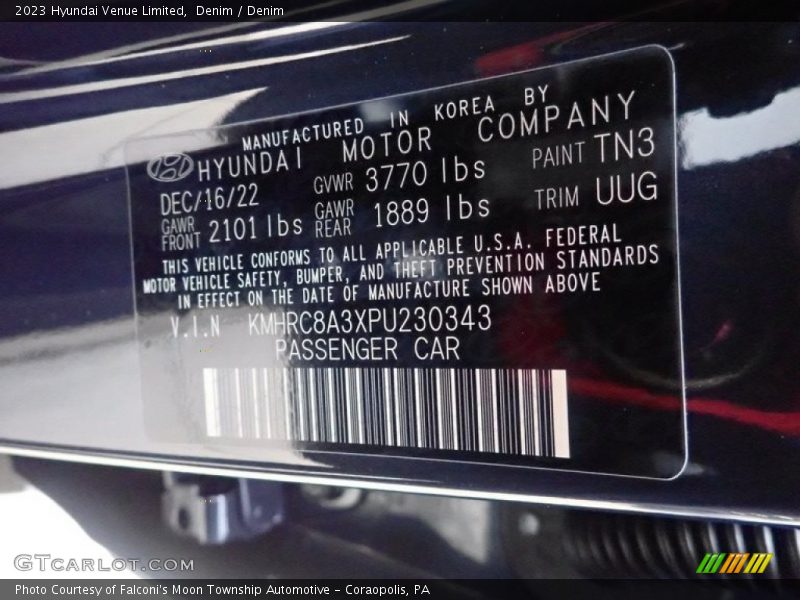 2023 Hyundai Venue Limited,  Denim / Denim
MANUFACTURED IN KOREA BY
HYUNDAI MOTOR COMPANY
DEC/16/22 GVWR 3770 lbs PAINT TN3
GAWR FRONT 2101 lbs GAWR REAR 1889 lbs TRIM UUG
THIS VEHICLE CONFORMS TO ALL APPLICABLE U.S.A. FEDERAL
MOTOR VEHICLE SAFETY, BUMPER, AND THEFT PREVENTION STANDARDS
IN EFFECT ON THE DATE OF MANUFACTURE SHOWN ABOVE
V.I.N KMHRC8A3XPU230343
PASSENGER CAR
GTcarlot.com
Photo Courtesy of Falconi's Moon Township Automotive – Coraopolis, PA